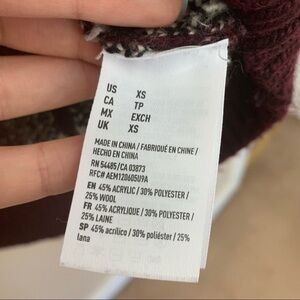 US XS
CA TP
MX EXCH
UK XS
MADE IN CHINA / FABRIQUÉ EN CHINE /
HECHO EN CHINA
RN 54485/CA 03873
RFC# AEM120605U9A
EN 45% ACRYLIC / 30% POLYESTER /
25% WOOL
FR 45% ACRYLIQUE / 30% POLYESTER /
25% LAINE
SP 45% acrílico / 30% poliéster / 25%
lana